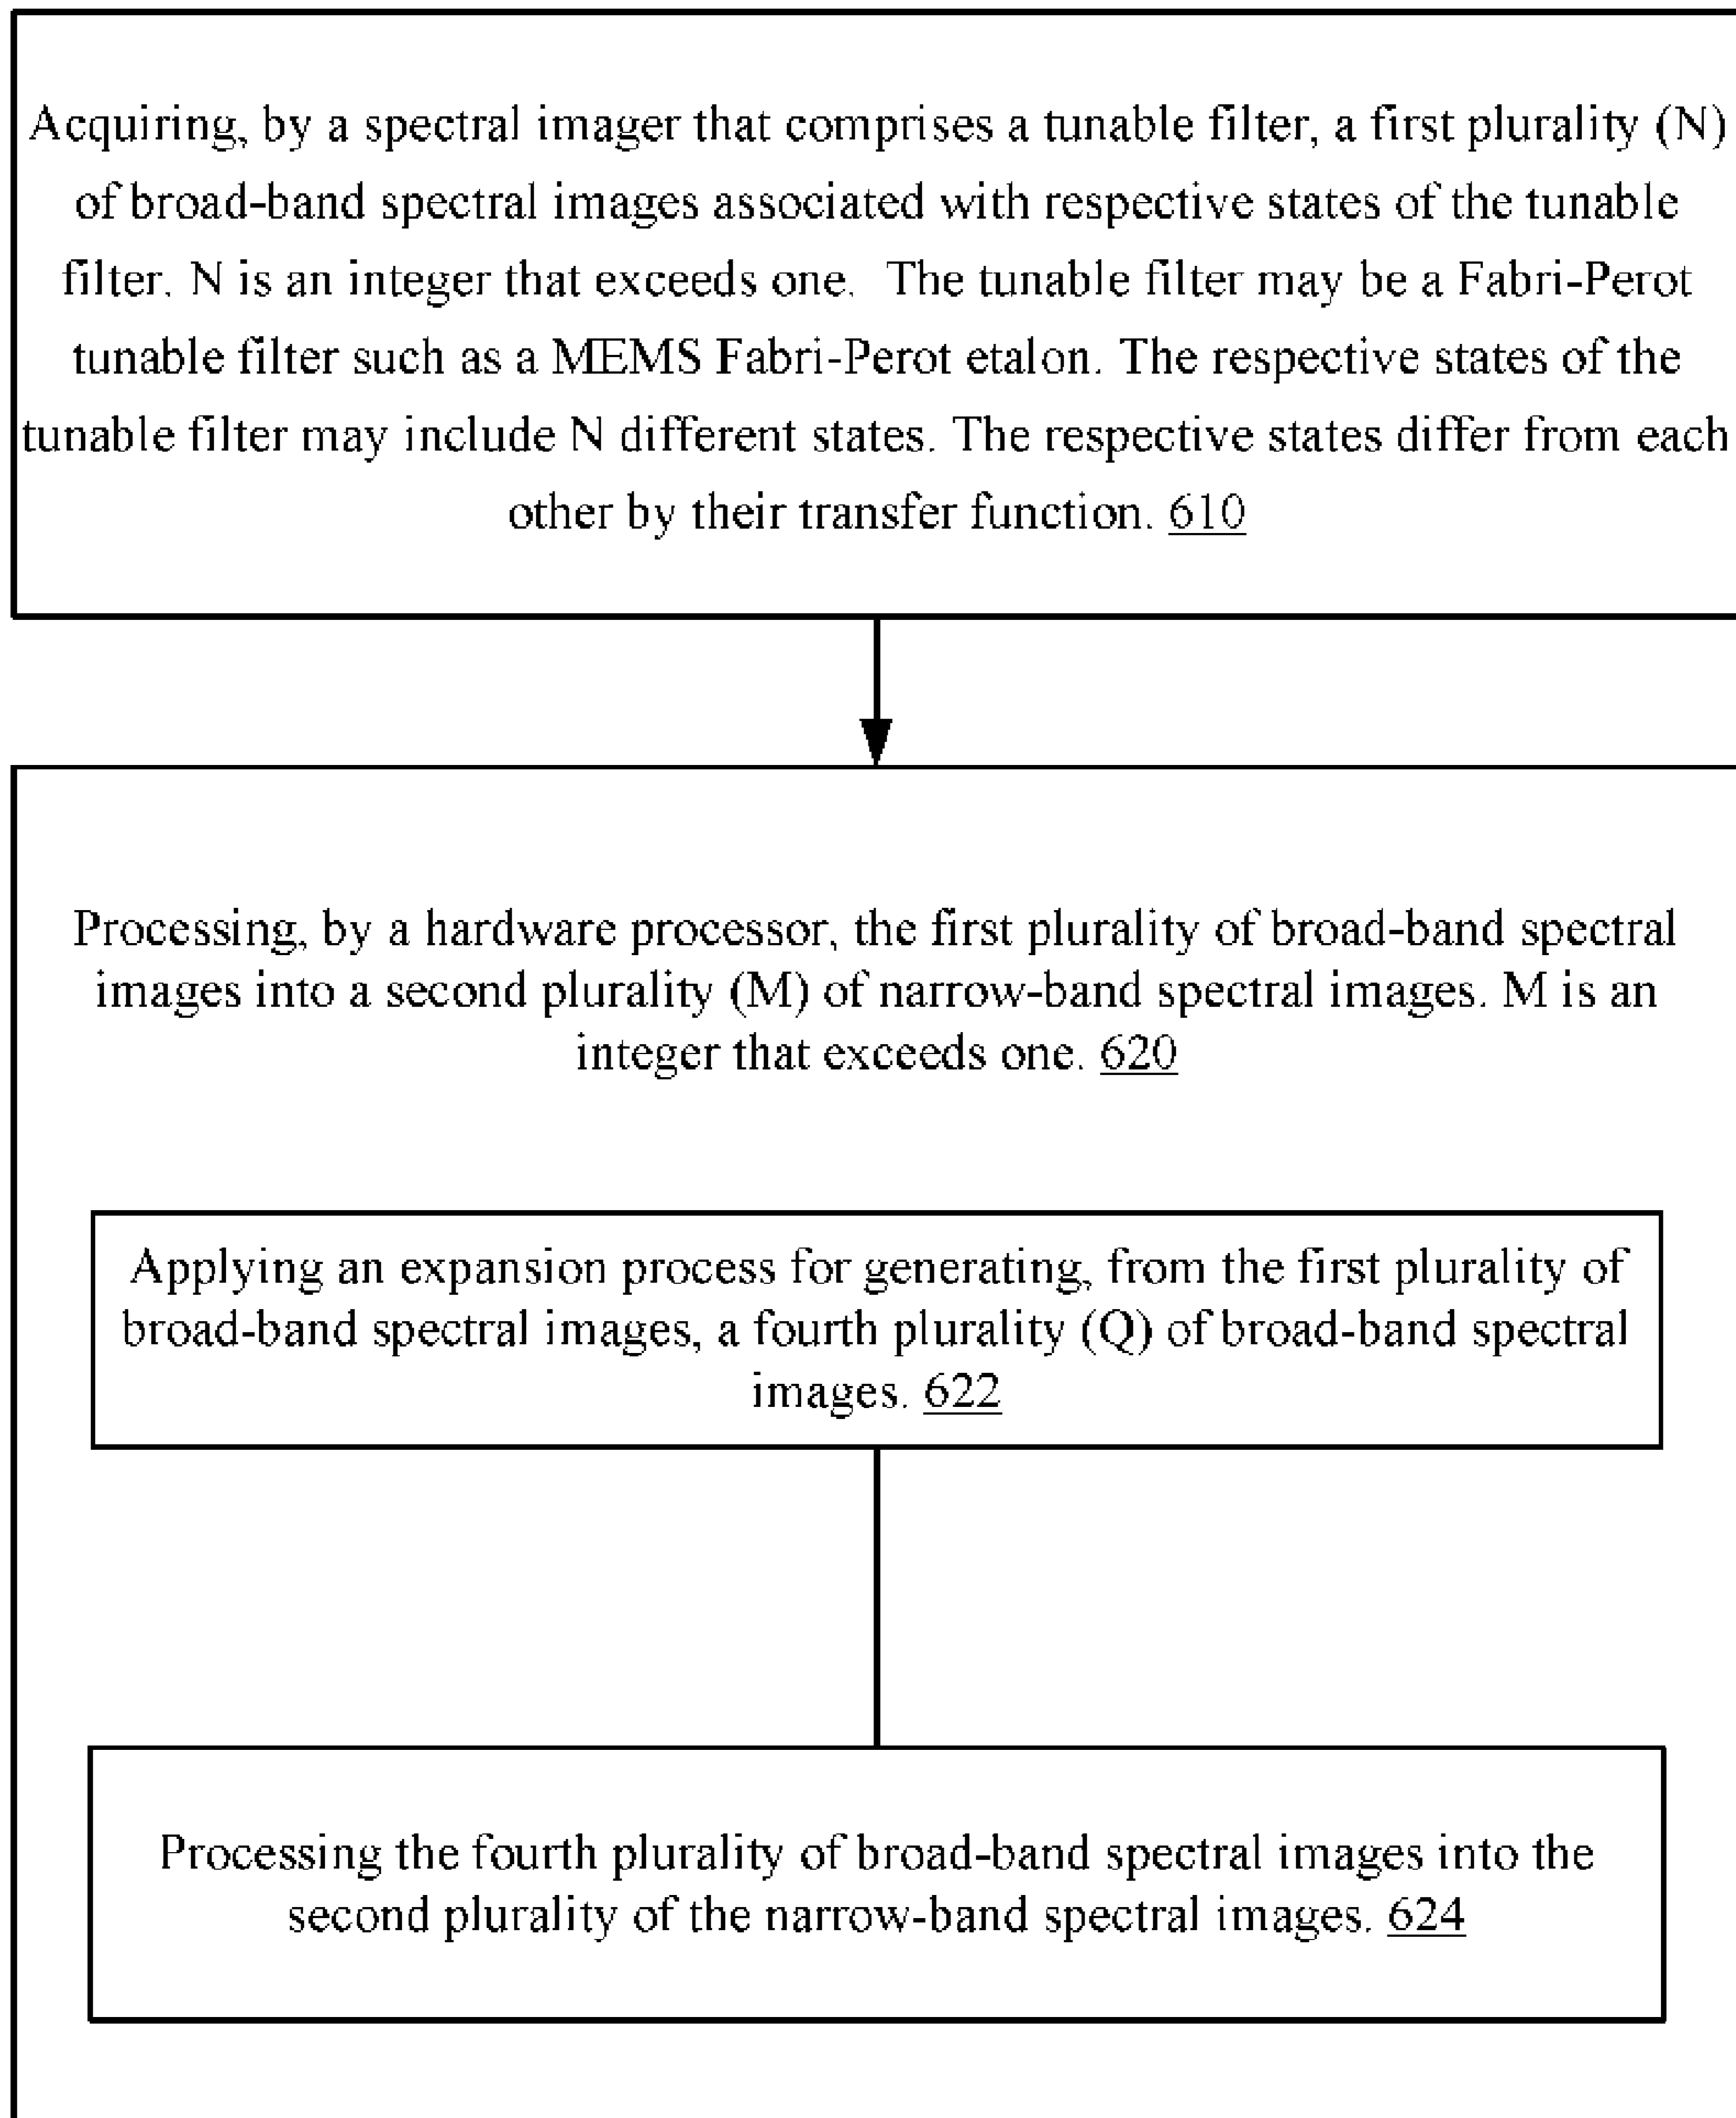 Acquiring, by a spectral imager that comprises a tunable filter, a first plurality (N)
of broad-band spectral images associated with respective states of the tunable
filter. N is an integer that exceeds one. The tunable filter may be a Fabri-Perot
tunable filter such as a MEMS Fabri-Perot etalon. The respective states of the
tunable filter may include N different states. The respective states differ from each
other by their transfer function. 610
Processing, by a hardware processor, the first plurality of broad-band spectral
images into a second plurality (M) of narrow-band spectral images. M is an
integer that exceeds one. 620
Applying an expansion process for generating, from the first plurality of
broad-band spectral images, a fourth plurality (Q) of broad-band spectral
images. 622
Processing the fourth plurality of broad-band spectral images into the
second plurality of the narrow-band spectral images. 624